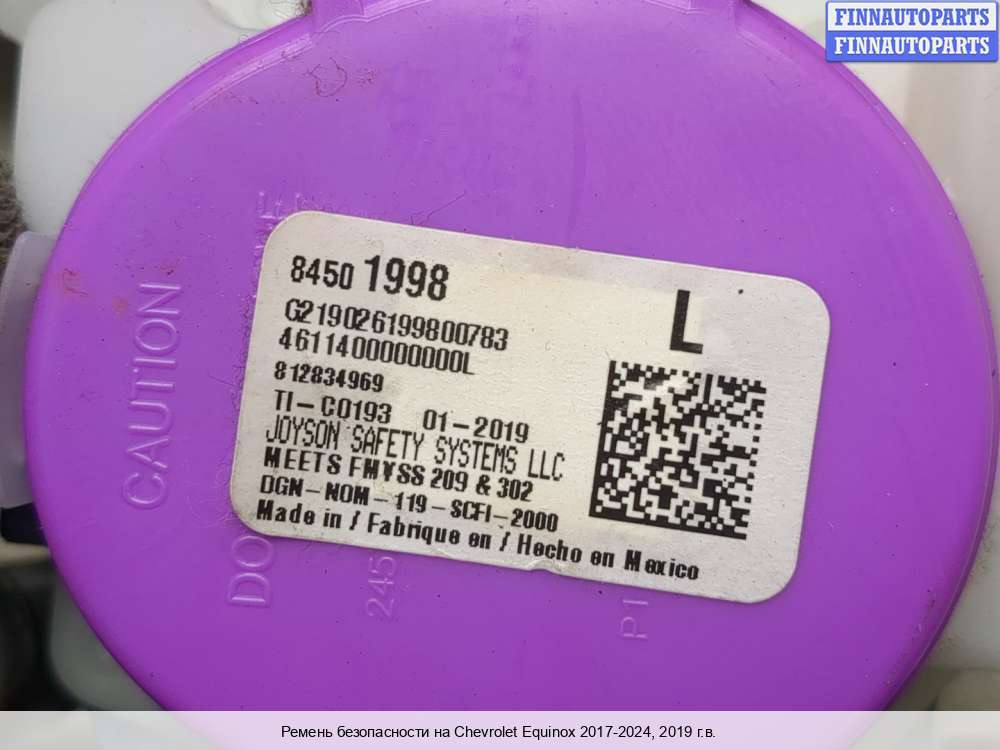 FINNAUTOPARTS
FINNAUTOPARTS
8450 1998
L
G219026199800783
4611400000000L
812834969
TI-C0193 01-2019
JOYSON SAFETY SYSTEMS LLC
MEETS FMVSS 209 & 302
DGN-NOM-119-SCFI-2000
Made in / Fabrique en / Hecho en Mexico
CAUTION
DO
245
P1
Ремень безопасности на Chevrolet Equinox 2017-2024, 2019 г.в.